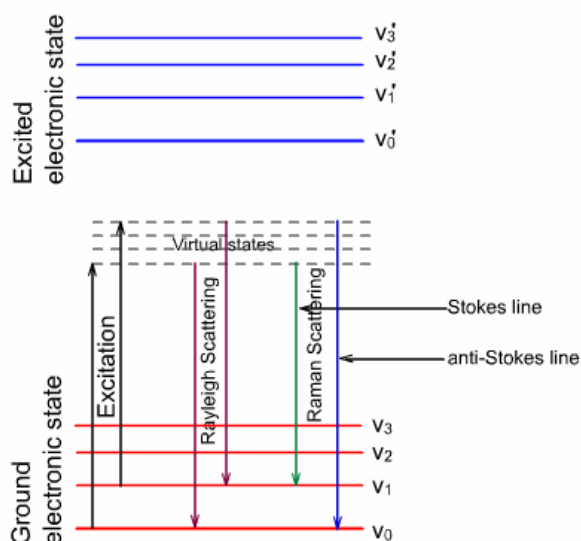 Excited
electronic state
v₃'
v₂'
v₁'
v₀'
Virtual states
Excitation
Rayleigh Scattering
Raman Scattering
Stokes line
anti-Stokes line
Ground
electronic state
v₃
v₂
v₁
v₀